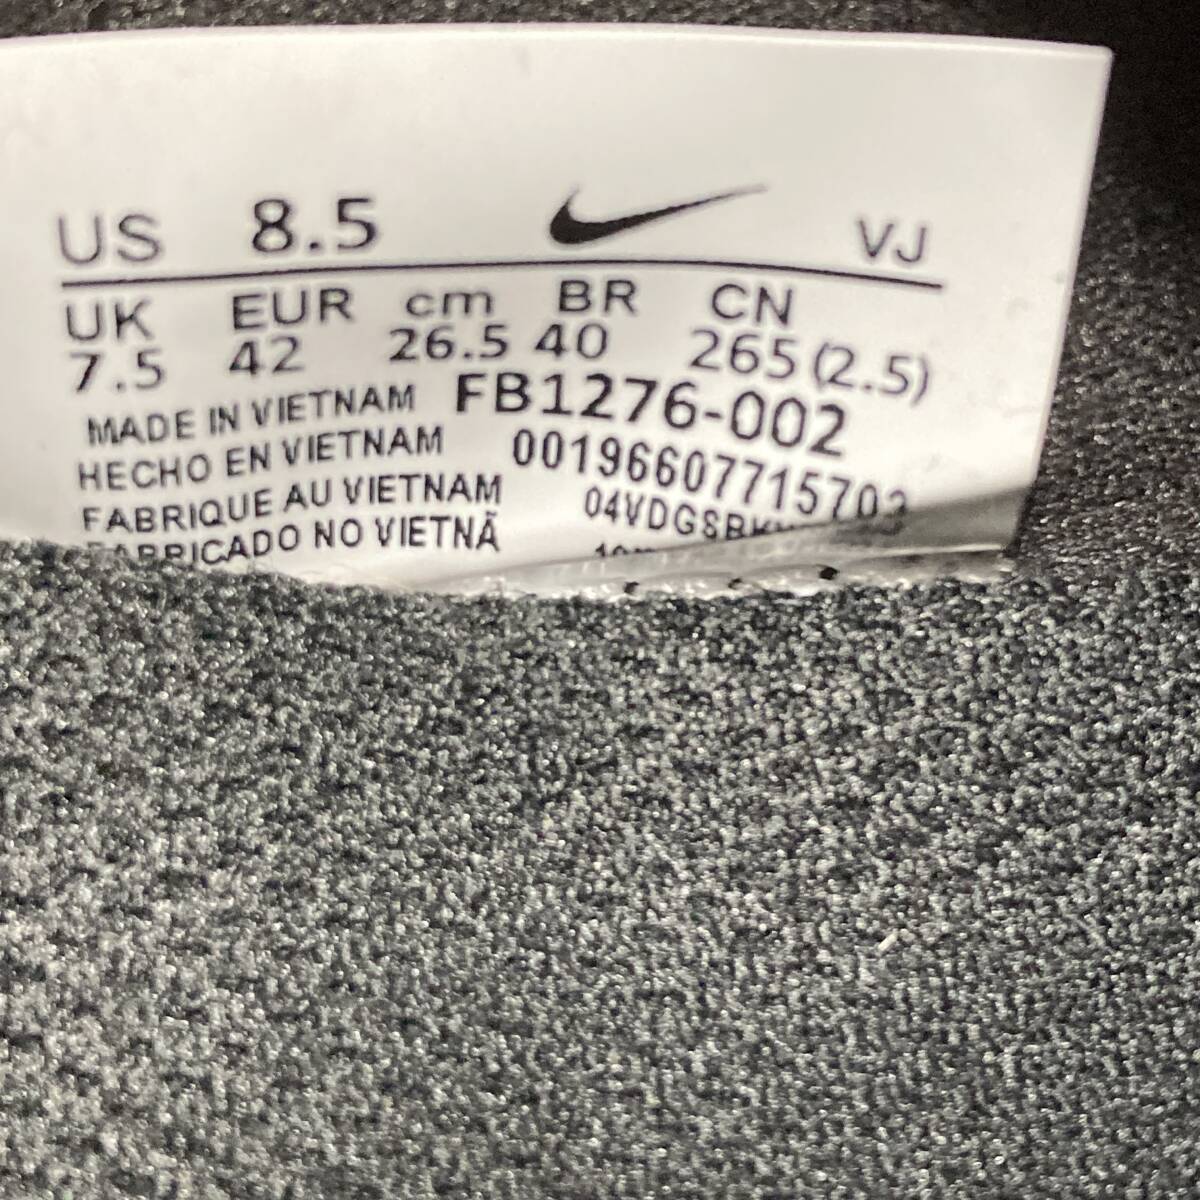 US 8.5 VJ
UK EUR cm BR CN
7.5 42 26.5 40 265(2.5)
MADE IN VIETNAM FB1276-002
HECHO EN VIETNAM 00196607715703
FABRIQUE AU VIETNAM
FABRICADO NO VIETNÃ